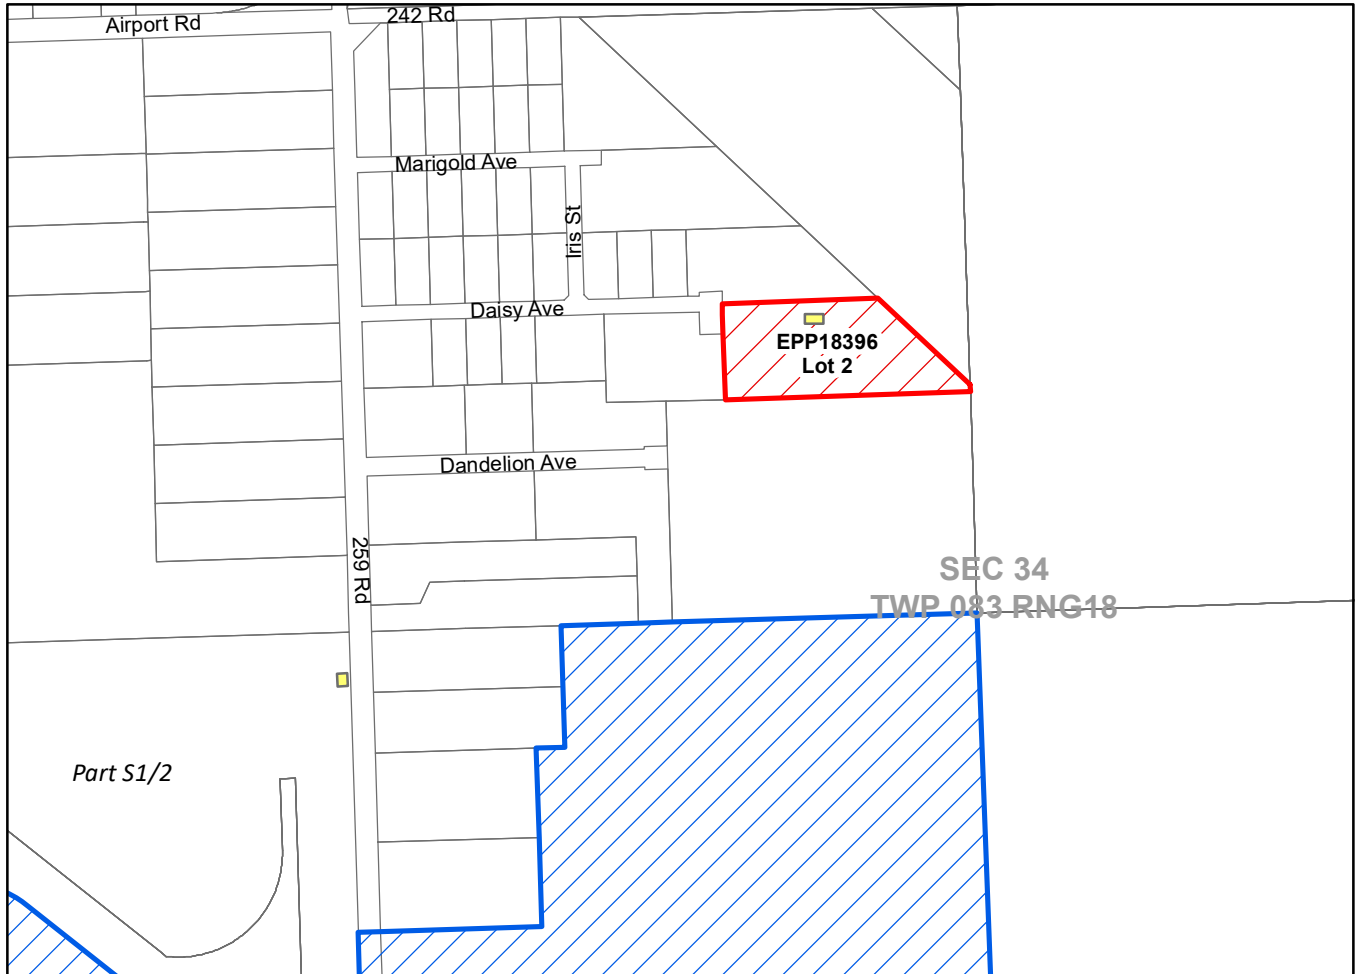 242 Rd
Airport Rd
Marigold Ave
Iris St
Daisy Ave
EPP18396
Lot 2
Dandelion Ave
259 Rd
SEC 34
TWP 083 RNG18
Part S1/2